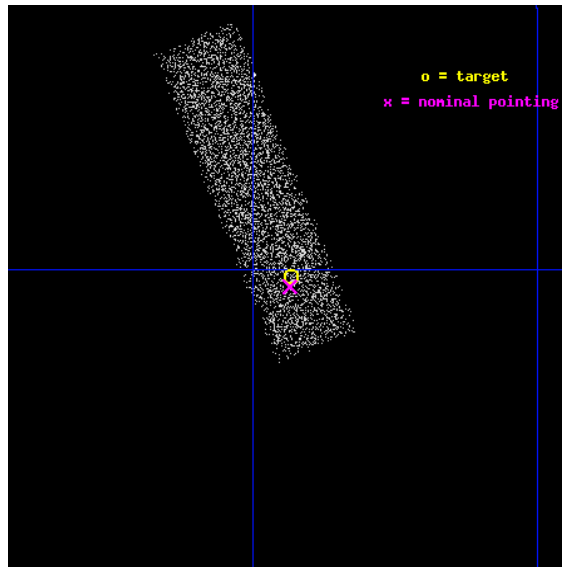 o = target
x = nominal pointing